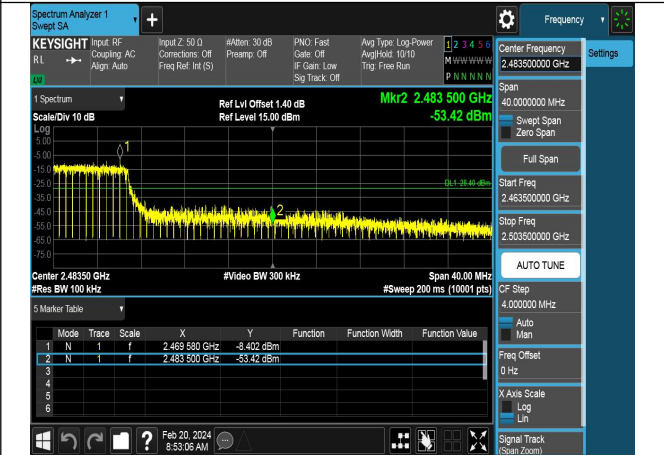 Spectrum Analyzer 1
Swept SA
+
Frequency
KEYSIGHT
RL
Input: RF
Coupling: AC
Align: Auto
Input Z: 50 Ω
Corrections: Off
Freq Ref: Int (S)
#Atten: 30 dB
Preamp: Off
PNO: Fast
Gate: Off
IF Gain: Low
Sig Track: Off
Avg Type: Log-Power
Avg|Hold: 10/10
Trig: Free Run
1 2 3 4 5 6
M W W W W W
P N N N N N
LXI
1 Spectrum
Scale/Div 10 dB
Ref Lvl Offset 1.40 dB
Ref Level 15.00 dBm
Mkr2 2.483 500 GHz
-53.42 dBm
Log
5.00
-5.00
-15.0
-25.0
-35.0
-45.0
-55.0
-65.0
-75.0
1
2
DL1 -28.40 dBm
Center 2.48350 GHz
#Res BW 100 kHz
#Video BW 300 kHz
Span 40.00 MHz
#Sweep 200 ms (10001 pts)
5 Marker Table
Mode Trace Scale X Y Function Function Width Function Value
1 N 1 f 2.469 580 GHz -8.402 dBm
2 N 1 f 2.483 500 GHz -53.42 dBm
3
4
5
6
Feb 20, 2024
8:53:06 AM
Center Frequency
2.483500000 GHz
Settings
Span
40.0000000 MHz
Swept Span
Zero Span
Full Span
Start Freq
2.463500000 GHz
Stop Freq
2.503500000 GHz
AUTO TUNE
CF Step
4.000000 MHz
Auto
Man
Freq Offset
0 Hz
X Axis Scale
Log
Lin
Signal Track
(Span Zoom)